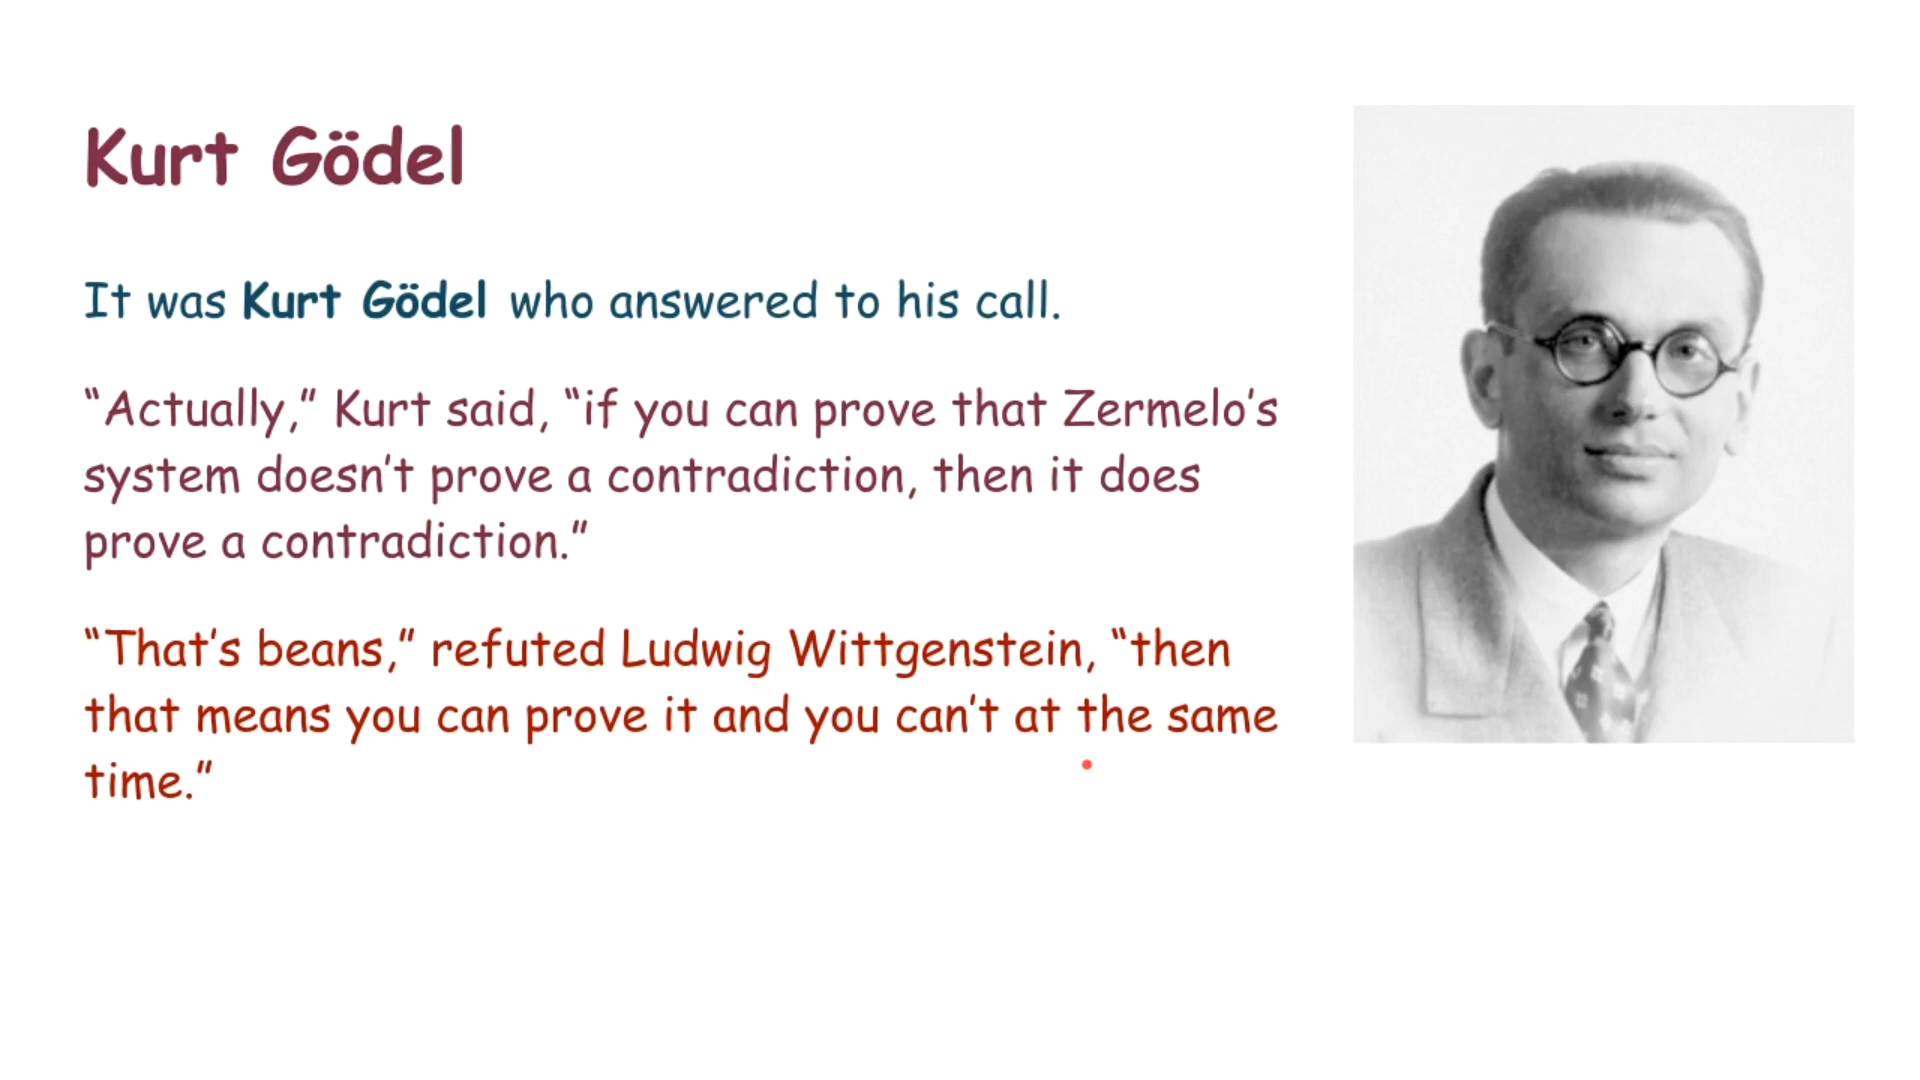 Kurt Gödel
It was Kurt Gödel who answered to his call.
“Actually,” Kurt said, “if you can prove that Zermelo’s
system doesn’t prove a contradiction, then it does
prove a contradiction.”
“That’s beans,” refuted Ludwig Wittgenstein, “then
that means you can prove it and you can’t at the same
time.”